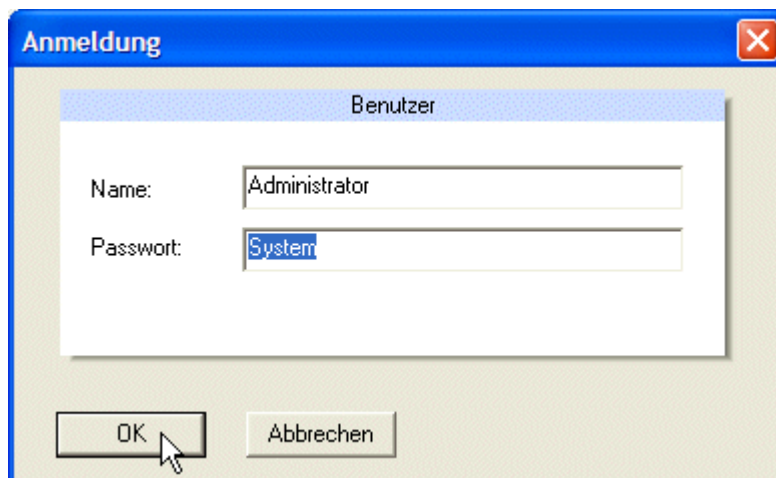 Anmeldung
Benutzer
Name: Administrator
Passwort: System
OK Abbrechen